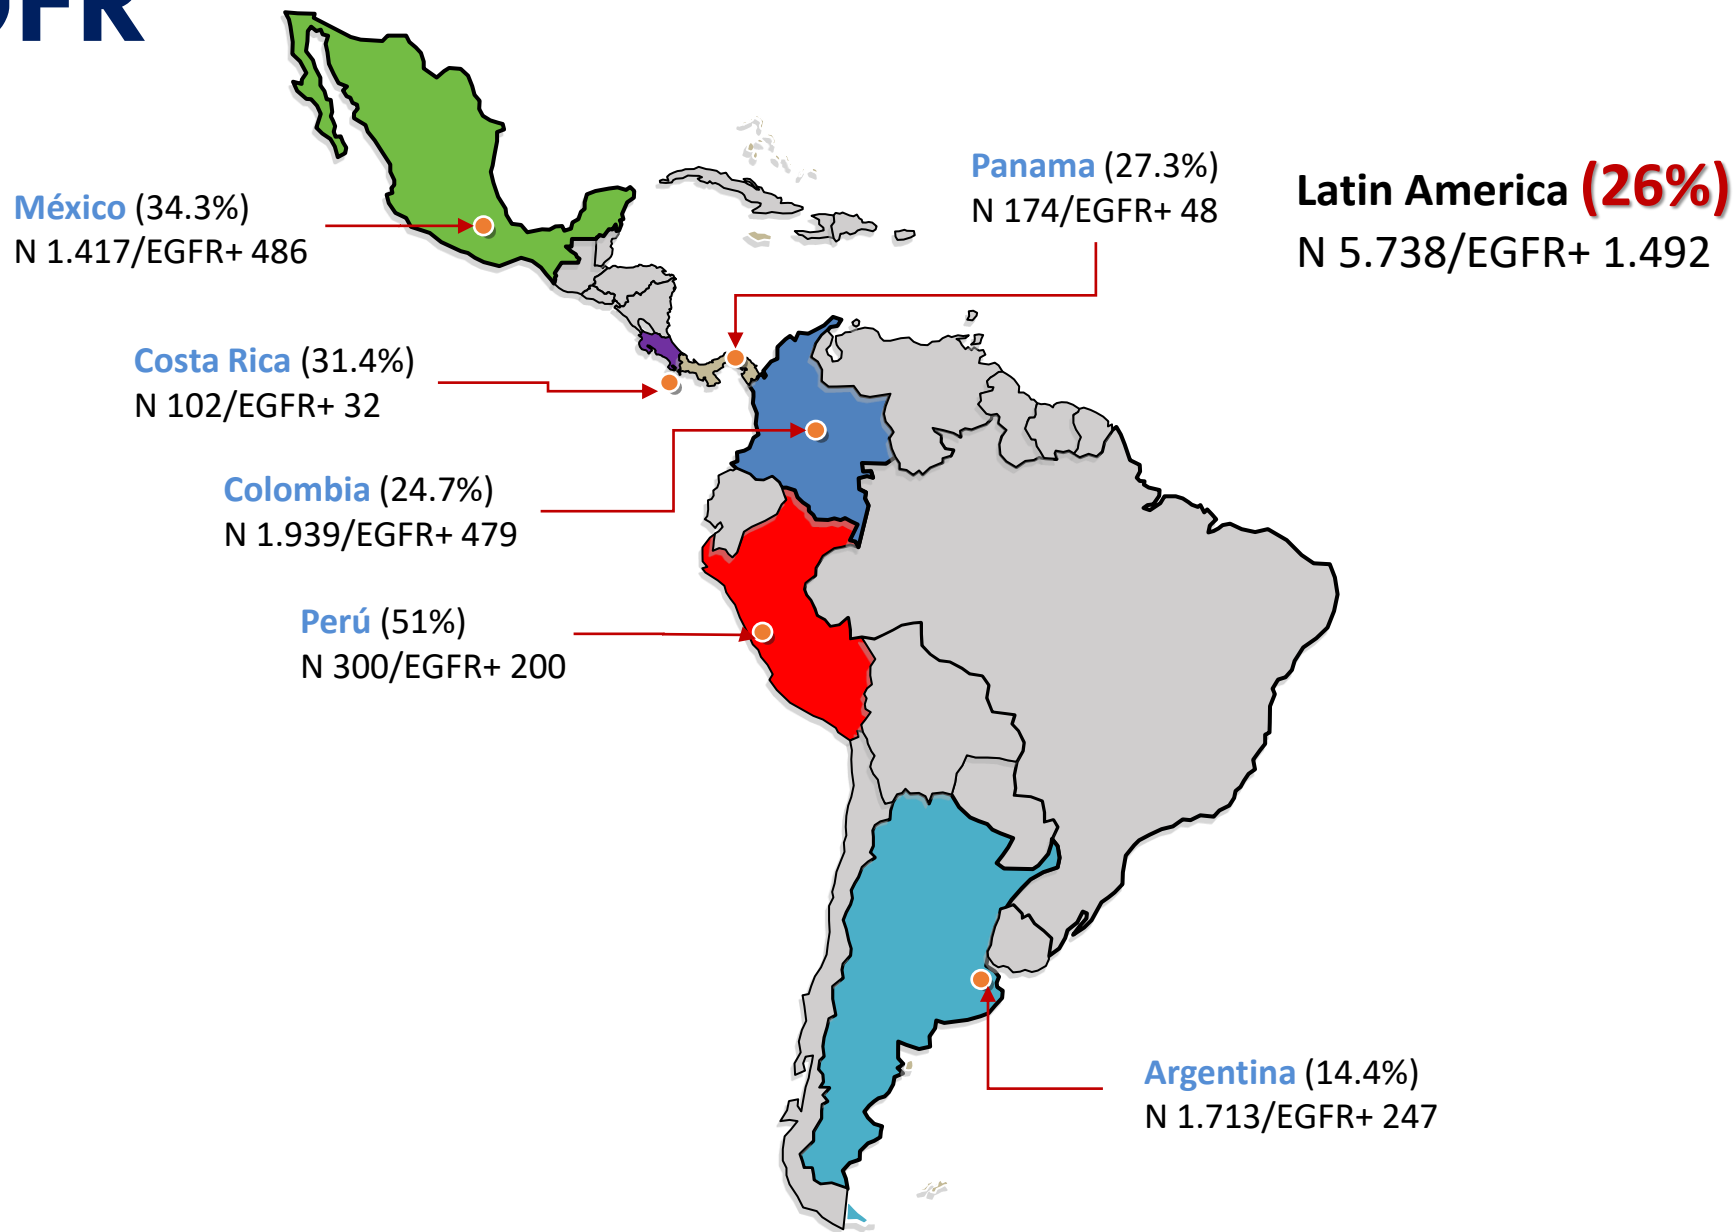 México (34.3%)
N 1.417/EGFR+ 486
Panama (27.3%)
N 174/EGFR+ 48
Latin America (26%)
N 5.738/EGFR+ 1.492
Costa Rica (31.4%)
N 102/EGFR+ 32
Colombia (24.7%)
N 1.939/EGFR+ 479
Perú (51%)
N 300/EGFR+ 200
Argentina (14.4%)
N 1.713/EGFR+ 247